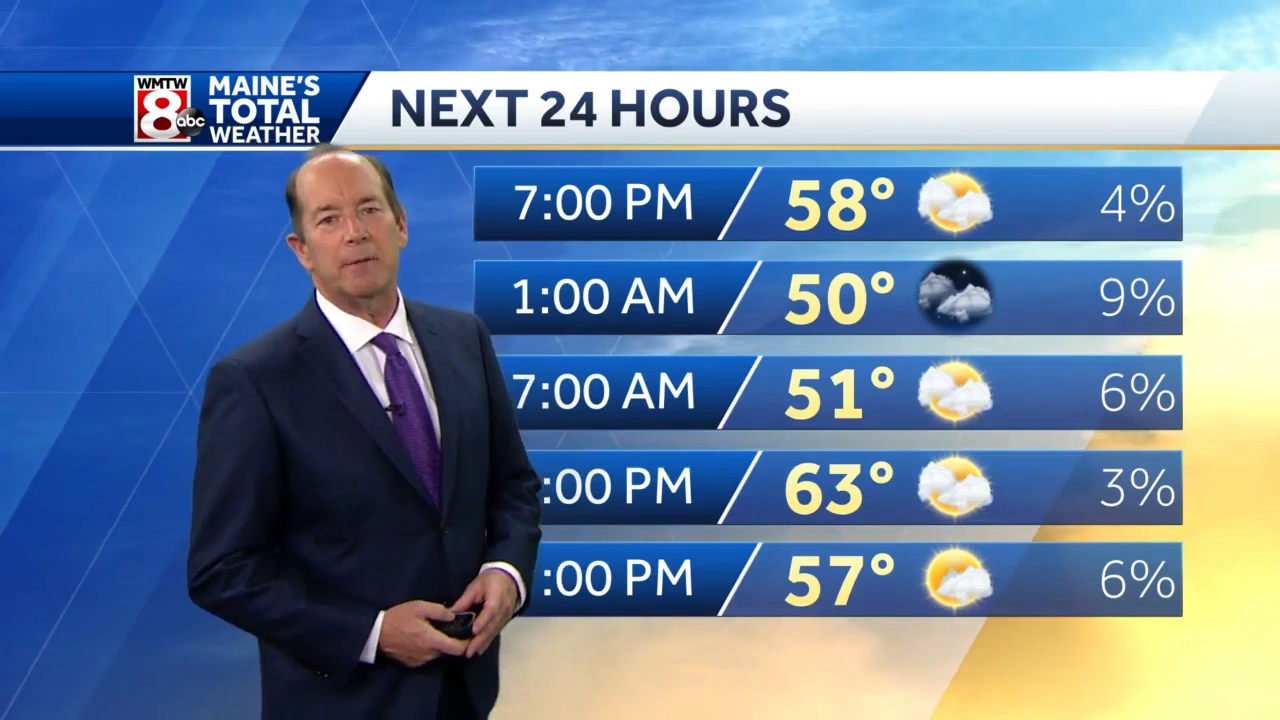 WMTW
8
abc
MAINE'S
TOTAL
WEATHER
NEXT 24 HOURS
7:00 PM 58° 4%
1:00 AM 50° 9%
7:00 AM 51° 6%
:00 PM 63° 3%
:00 PM 57° 6%